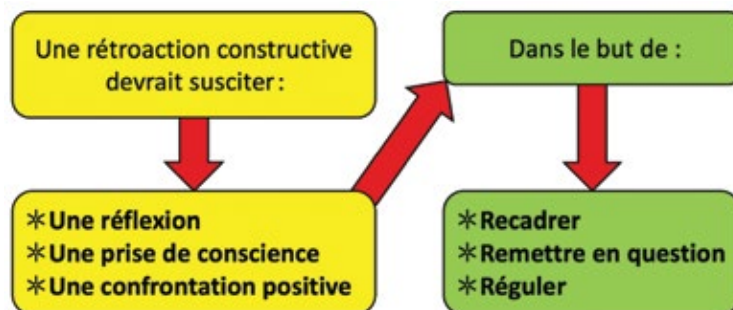 Une rétroaction constructive
devrait susciter :
✳Une réflexion
✳Une prise de conscience
✳Une confrontation positive
Dans le but de :
✳Recadrer
✳Remettre en question
✳Réguler